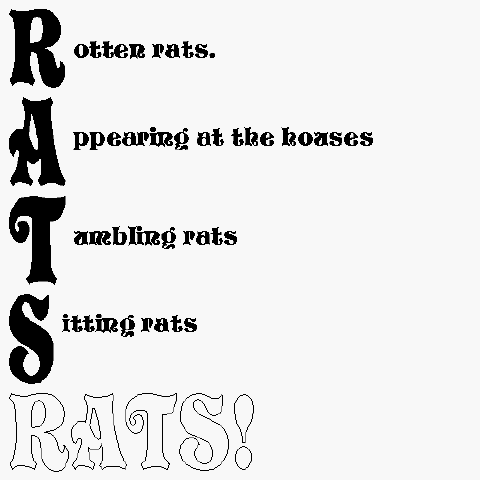 Rotten rats.
Appearing at the houses
Tumbling rats
Sitting rats
RATS!